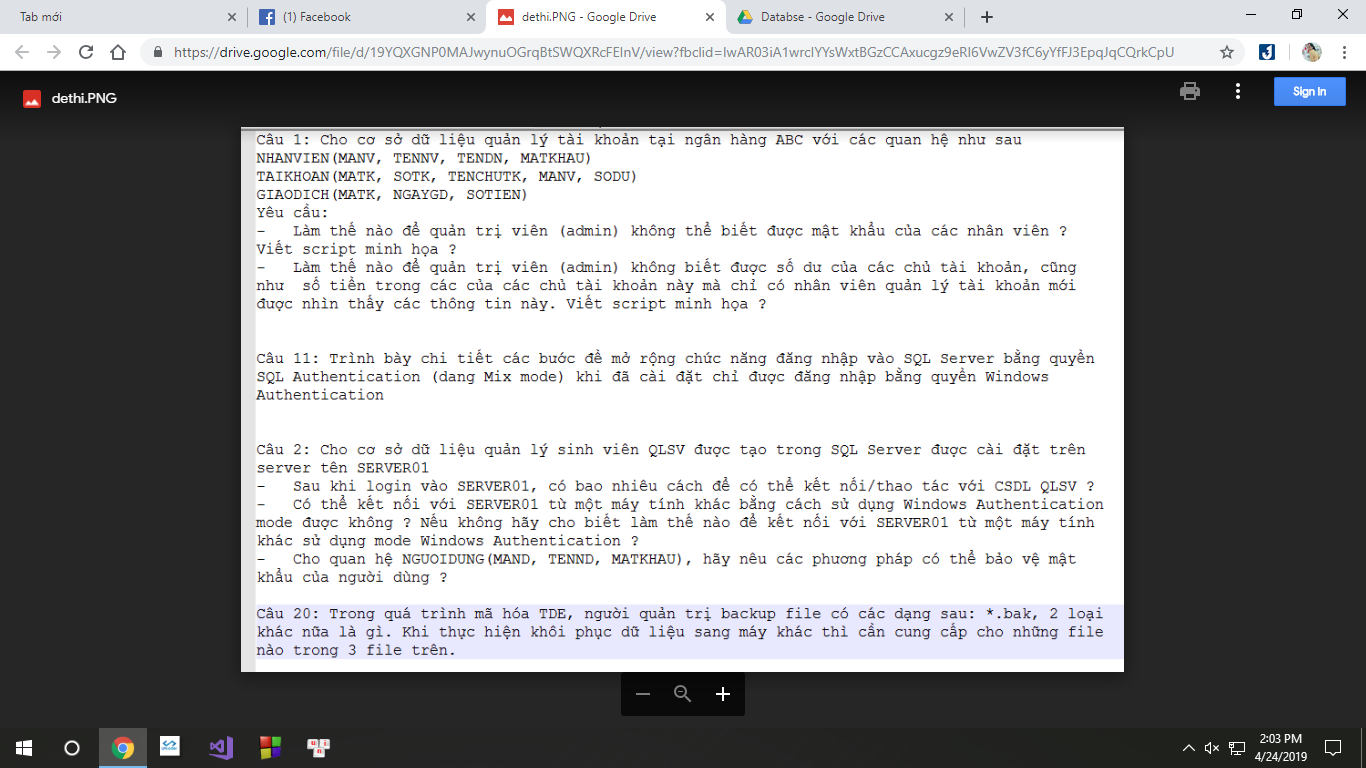 Tab mới
(1) Facebook
dethi.PNG - Google Drive
Databse - Google Drive
https://drive.google.com/file/d/19YQXGNP0MAJwynuOGrqBtSWQXRcFEInV/view?fbclid=IwAR03iA1wrcIYYsWxtBGzCCAxucgz9eRI6VwZV3fC6yYfFJ3EpqJqCQrkCpU
dethi.PNG
Sign in
Câu 1: Cho cơ sở dữ liệu quản lý tài khoản tại ngân hàng ABC với các quan hệ như sau
NHANVIEN(MANV, TENNV, TENDN, MATKHAU)
TAIKHOAN(MATK, SOTK, TENCHUTK, MANV, SODU)
GIAODICH(MATK, NGAYGD, SOTIEN)
Yêu cầu:
- Làm thế nào để quản trị viên (admin) không thể biết được mật khẩu của các nhân viên ?
Viết script minh họa ?
- Làm thế nào để quản trị viên (admin) không biết được số dư của các chủ tài khoản, cũng
như số tiền trong các của các chủ tài khoản này mà chỉ có nhân viên quản lý tài khoản mới
được nhìn thấy các thông tin này. Viết script minh họa ?
Câu 11: Trình bày chi tiết các bước đề mở rộng chức năng đăng nhập vào SQL Server bằng quyền
SQL Authentication (dang Mix mode) khi đã cài đặt chỉ được đăng nhập bằng quyền Windows
Authentication
Câu 2: Cho cơ sở dữ liệu quản lý sinh viên QLSV được tạo trong SQL Server được cài đặt trên
server tên SERVER01
- Sau khi login vào SERVER01, có bao nhiêu cách để có thể kết nối/thao tác với CSDL QLSV ?
- Có thể kết nối với SERVER01 từ một máy tính khác bằng cách sử dụng Windows Authentication
mode được không ? Nếu không hãy cho biết làm thế nào để kết nối với SERVER01 từ một máy tính
khác sử dụng mode Windows Authentication ?
- Cho quan hệ NGUOIDUNG(MAND, TENND, MATKHAU), hãy nêu các phương pháp có thể bảo vệ mật
khẩu của người dùng ?
Câu 20: Trong quá trình mã hóa TDE, người quản trị backup file có các dạng sau: *.bak, 2 loại
khác nữa là gì. Khi thực hiện khôi phục dữ liệu sang máy khác thì cần cung cấp cho những file
nào trong 3 file trên.
2:03 PM
4/24/2019